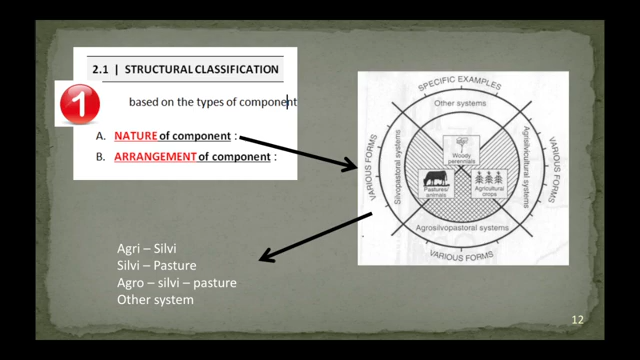 2.1 | STRUCTURAL CLASSIFICATION
1
based on the types of component
A. NATURE of component :
B. ARRANGEMENT of component :
SPECIFIC EXAMPLES
Other systems
VARIOUS FORMS
Silvopastoral systems
Woody
perennials
Pastures/
animals
Agricultural
crops
Agrisilvicultural systems
VARIOUS FORMS
Agrosilvopastoral systems
VARIOUS FORMS
Agri – Silvi
Silvi – Pasture
Agro – silvi – pasture
Other system
12